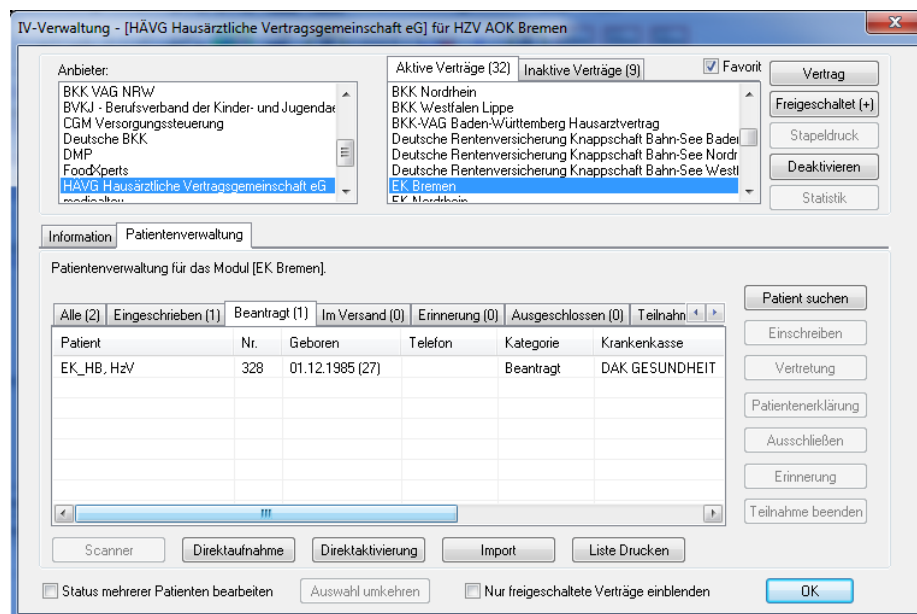 IV-Verwaltung - [HÄVG Hausärztliche Vertragsgemeinschaft eG] für HZV AOK Bremen
Anbieter:
BKK VAG NRW
BVKJ - Berufsverband der Kinder- und Jugendae
CGM Versorgungssteuerung
Deutsche BKK
DMP
FoodXperts
HÄVG Hausärztliche Vertragsgemeinschaft eG
Aktive Verträge (32) Inaktive Verträge (9) Favorit
BKK Nordrhein
BKK Westfalen Lippe
BKK-VAG Baden-Württemberg Hausarztvertrag
Deutsche Rentenversicherung Knappschaft Bahn-See Bader
Deutsche Rentenversicherung Knappschaft Bahn-See Nordr
Deutsche Rentenversicherung Knappschaft Bahn-See Westl
EK Bremen
EK Nordrhein
Vertrag
Freigeschaltet (+)
Stapeldruck
Deaktivieren
Statistik
Information Patientenverwaltung
Patientenverwaltung für das Modul [EK Bremen].
Alle (2) Eingeschrieben (1) Beantragt (1) Im Versand (0) Erinnerung (0) Ausgeschlossen (0) Teilnahn
Patient Nr. Geboren Telefon Kategorie Krankenkasse
EK_HB, HzV 328 01.12.1985 (27) Beantragt DAK GESUNDHEIT
Patient suchen
Einschreiben
Vertretung
Patientenerklärung
Ausschließen
Erinnerung
Teilnahme beenden
Scanner Direktaufnahme Direktaktivierung Import Liste Drucken
Status mehrerer Patienten bearbeiten Auswahl umkehren Nur freigeschaltete Verträge einblenden OK